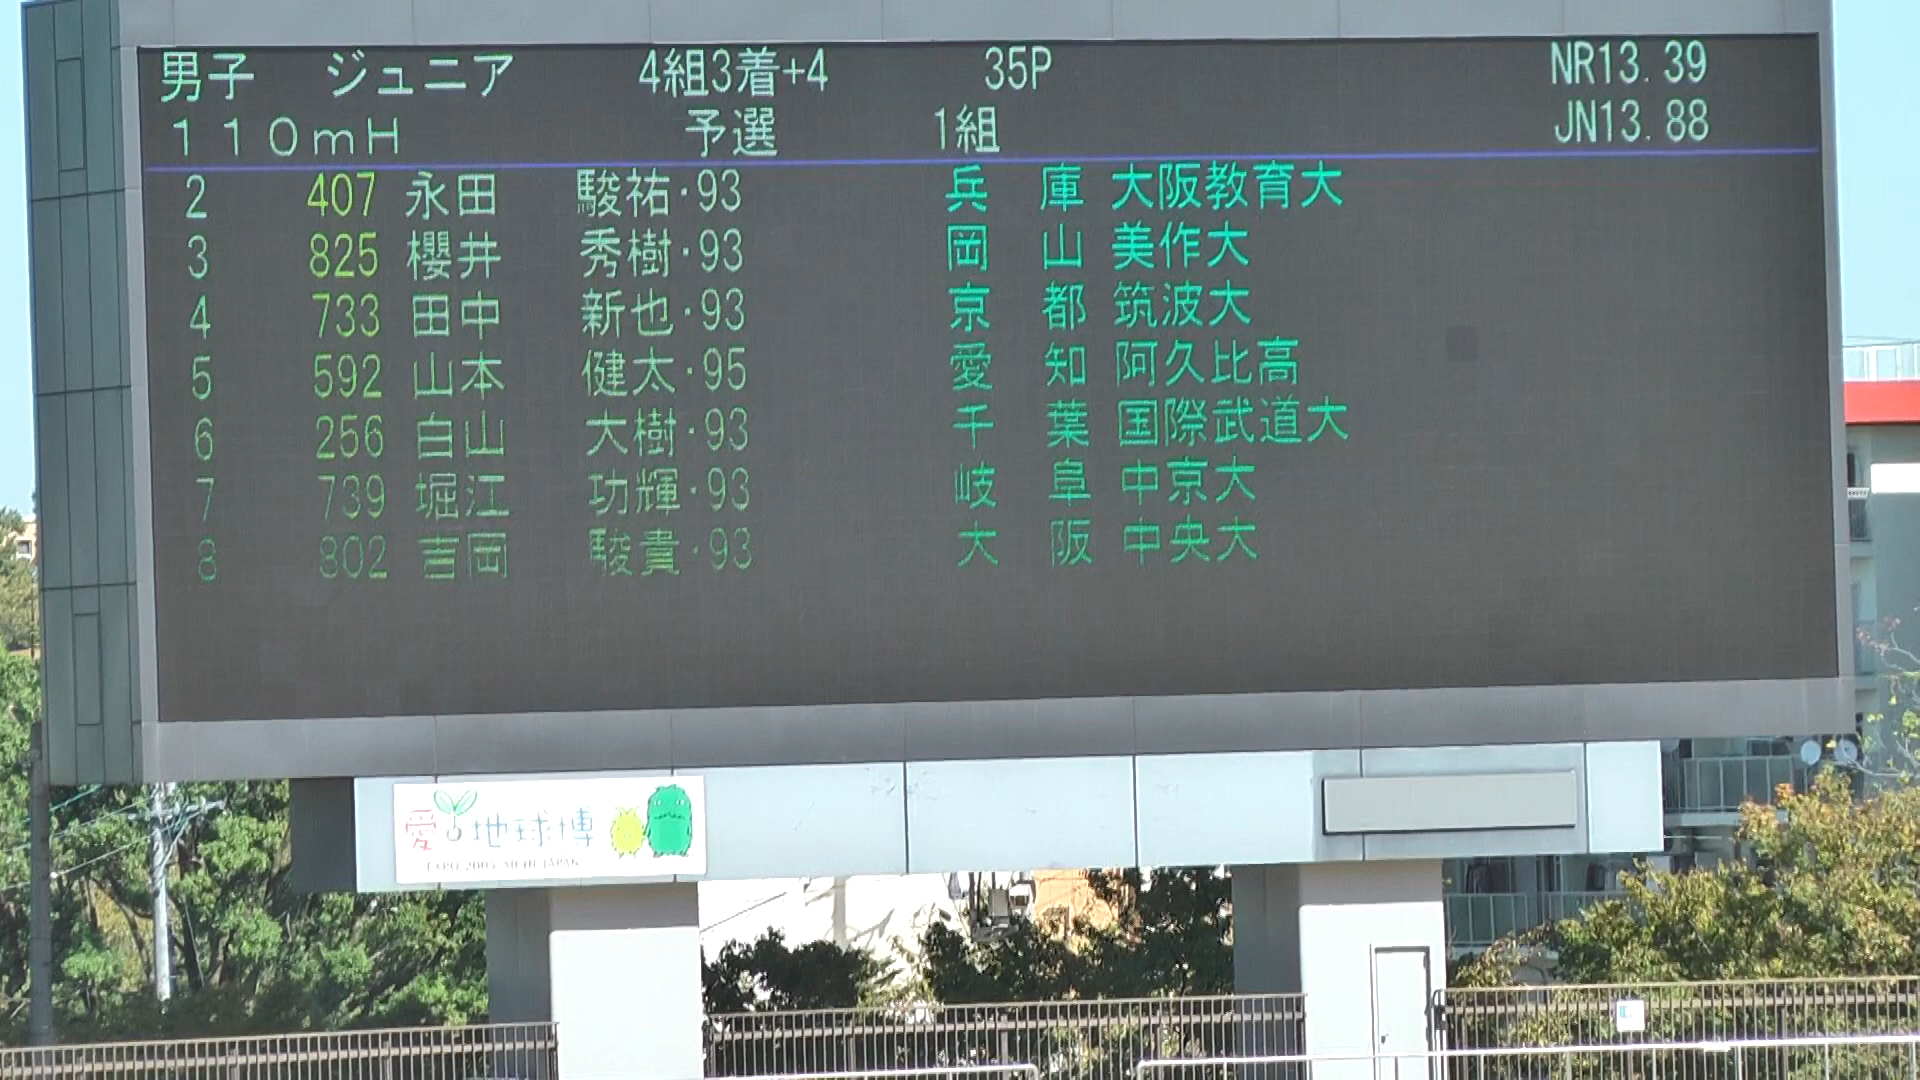 男子 ジュニア 4組3着+4 35P NR13.39
110mH 予選 1組 JN13.88
2 407 永田 駿祐・93 兵 庫 大阪教育大
3 825 櫻井 秀樹・93 岡 山 美作大
4 733 田中 新也・93 京 都 筑波大
5 592 山本 健太・95 愛 知 阿久比高
6 256 白山 大樹・93 千 葉 国際武道大
7 739 堀江 功輝・93 岐 阜 中京大
8 802 吉岡 駿貴・93 大 阪 中央大
愛・地球博
EXPO 2005 AICHI JAPAN